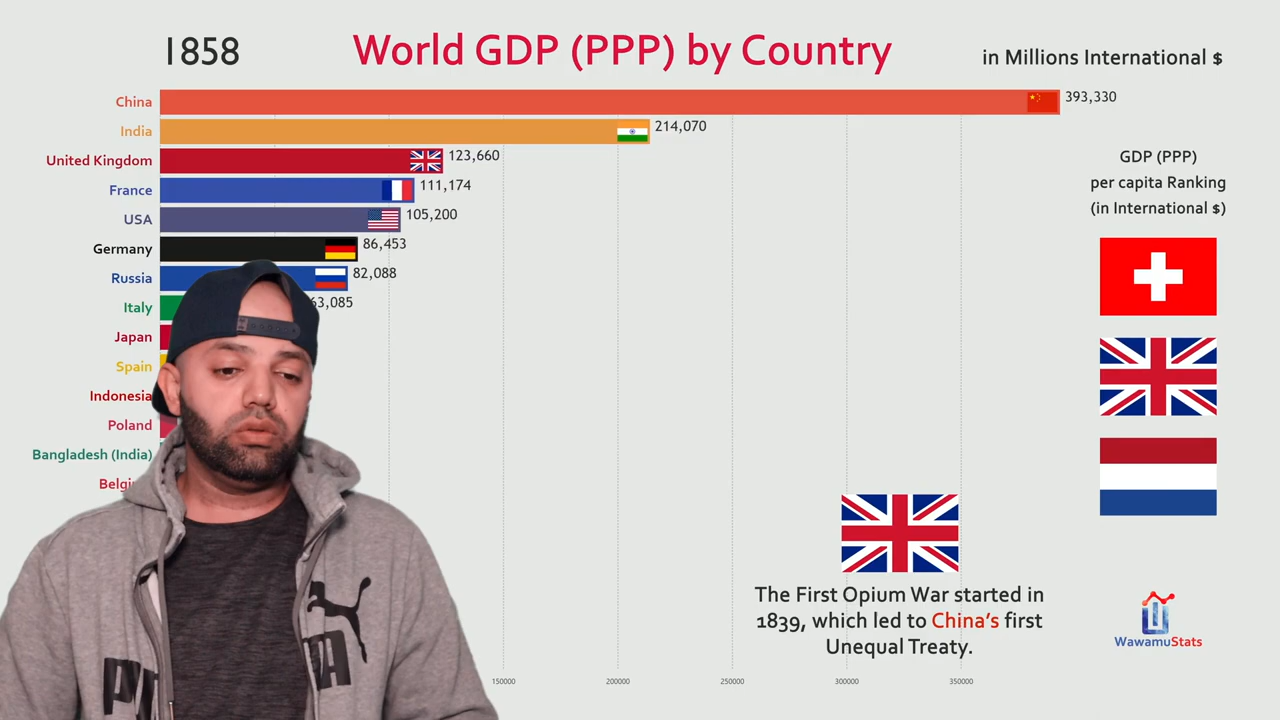 1858
World GDP (PPP) by Country
in Millions International $
China 393,330
India 214,070
United Kingdom 123,660
France 111,174
USA 105,200
Germany 86,453
Russia 82,088
Italy 63,085
Japan
Spain
Indonesia
Poland
Bangladesh (India)
GDP (PPP)
per capita Ranking
(in International $)
The First Opium War started in
1839, which led to China's first
Unequal Treaty.
WawamuStats
150000 200000 250000 300000 350000